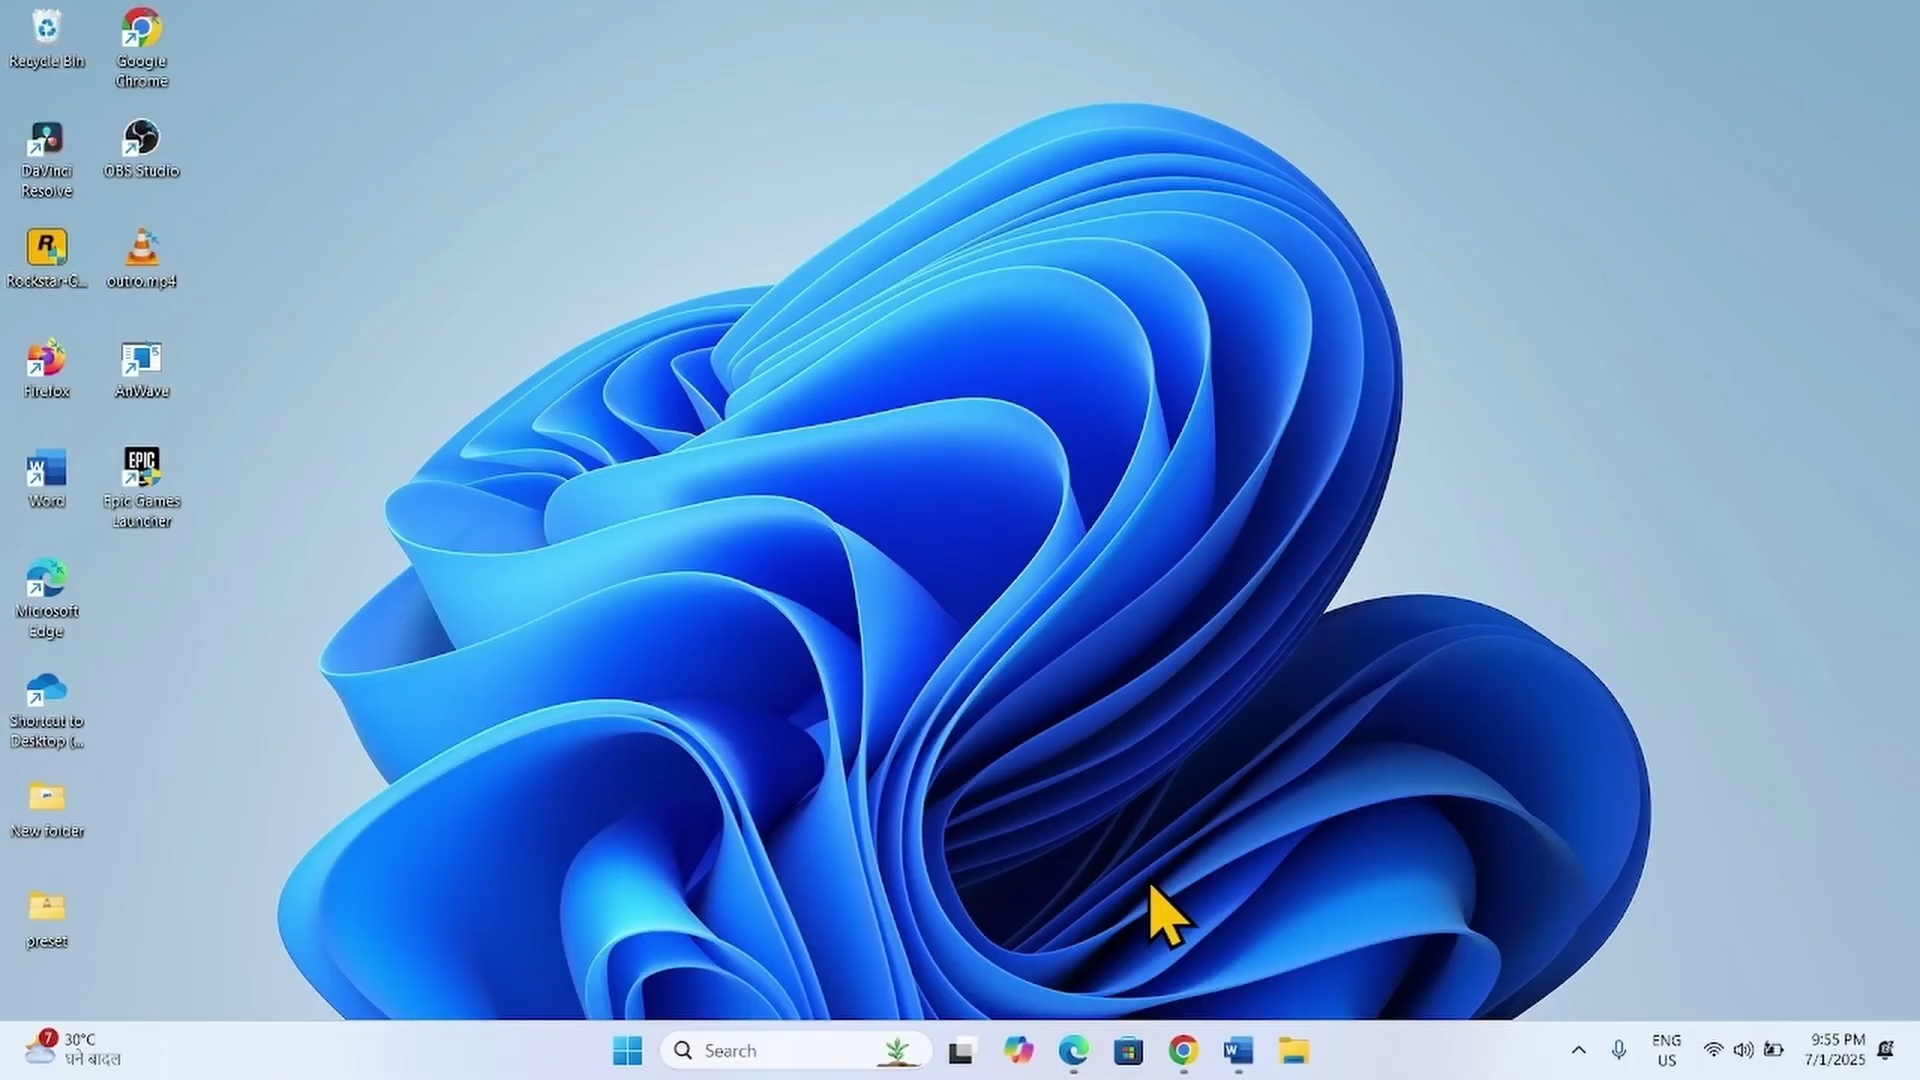 Recycle Bin
Google
Chrome
DaVinci
Resolve
OBS Studio
R
Rockstar-G...
outro.mp4
Firefox
AnWave
W
Word
EPIC
Epic Games
Launcher
Microsoft
Edge
Shortcut to
Desktop (...
New folder
preset
7
30°C
घने बादल
Search
W
ENG
US
9:55 PM
7/1/2025